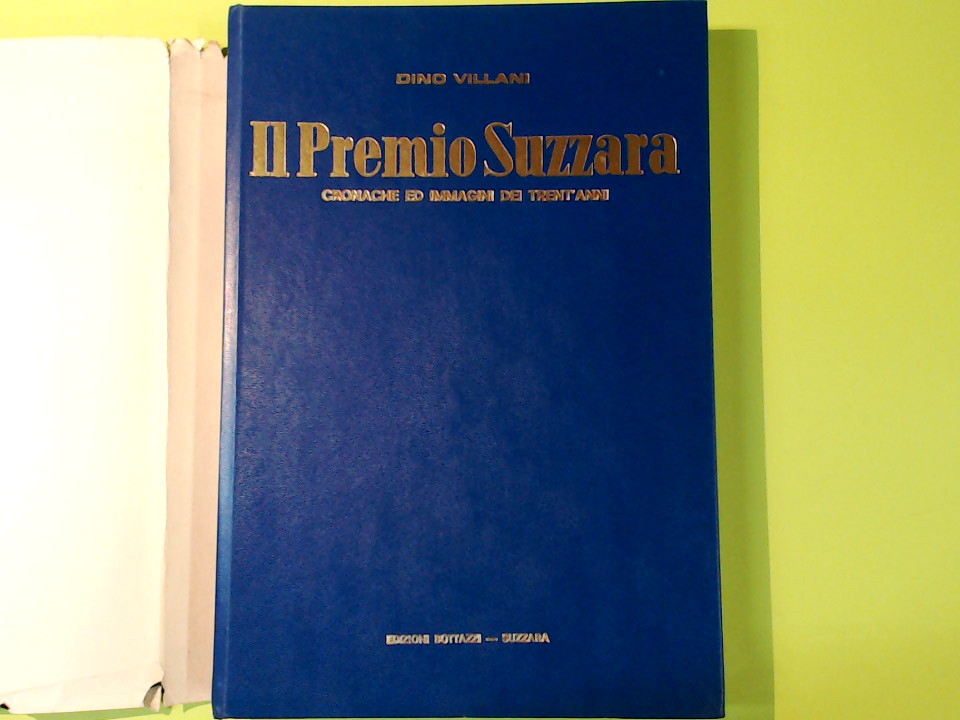 DINO VILLANI
Il Premio Suzzara
CRONACHE ED IMMAGINI DEI TRENT'ANNI
EDIZIONI BOTTAZZI — SUZZARA